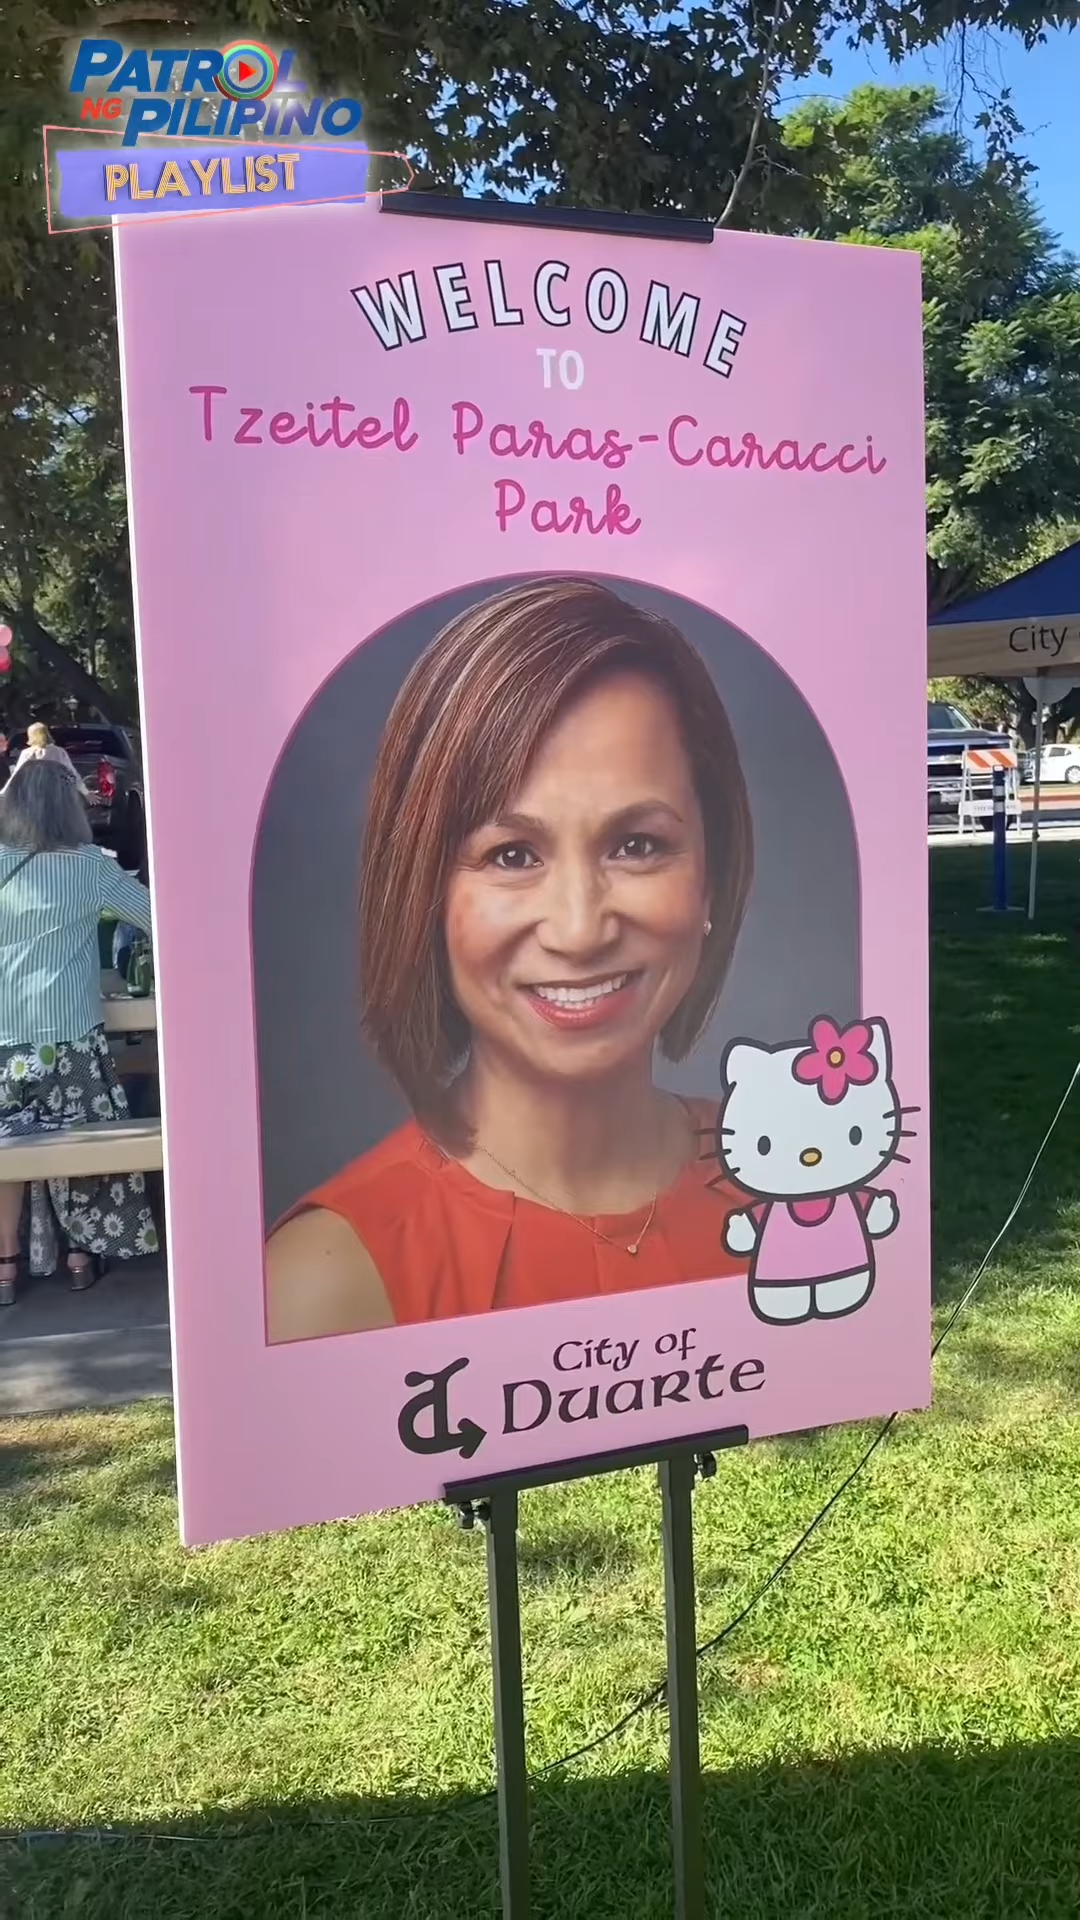 PATROL
NG PILIPINO
PLAYLIST
WELCOME
TO
Tzeitel Paras-Caracci
Park
City
City of
Duarte